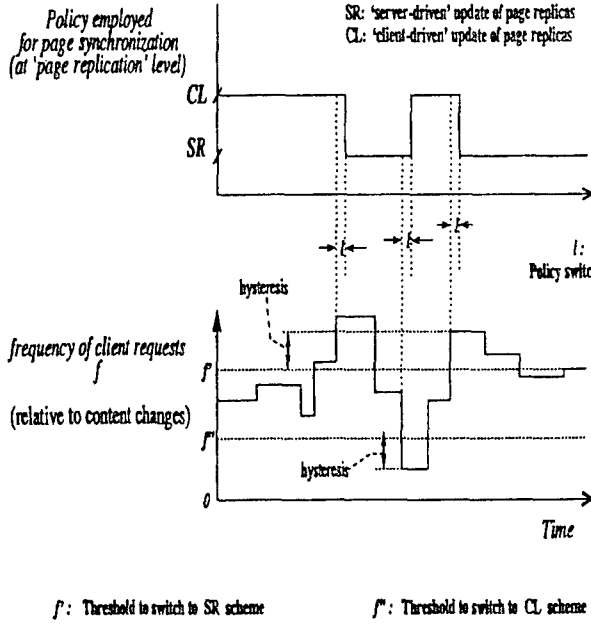 Policy employed
for page synchronization
(at 'page replication' level)
SR: 'server-driven' update of page replicas
CL: 'client-driven' update of page replicas
CL
SR
l
l
l
l :
Policy switc
hysteresis
frequency of client requests
f
f'
(relative to content changes)
f"
hysteresis
0
Time
f' : Threshold to switch to SR scheme
f" : Threshold to switch to CL scheme